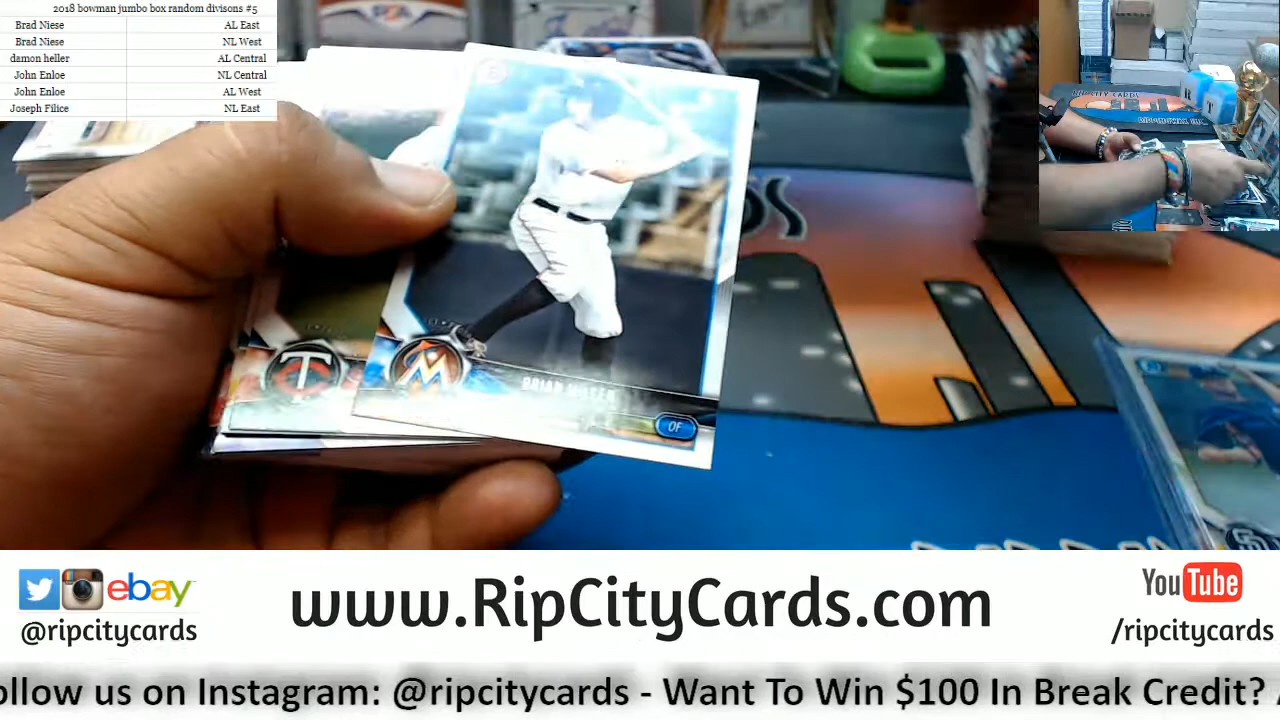 2018 bowman jumbo box random divisons #5
Brad Niese AL East
Brad Niese NL West
damon heller AL Central
John Enloe NL Central
John Enloe AL West
Joseph Filice NL East
OF
ebay
@ripcitycards
www.RipCityCards.com
YouTube
/ripcitycards
ollow us on Instagram: @ripcitycards - Want To Win $100 In Break Credit?